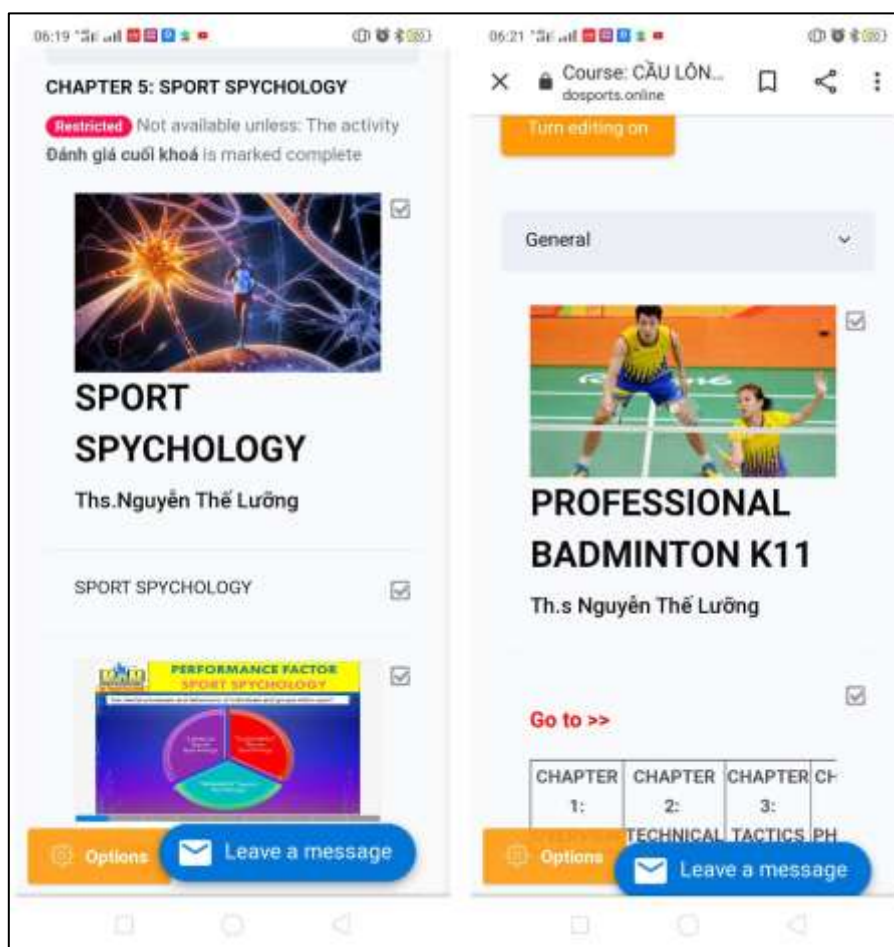 06:19
CHAPTER 5: SPORT SPYCHOLOGY
Restricted Not available unless: The activity
Đánh giá cuối khoá is marked complete
SPORT
SPYCHOLOGY
Ths.Nguyễn Thế Lưỡng
SPORT SPYCHOLOGY
PERFORMANCE FACTOR
SPORT SPYCHOLOGY
Options
Leave a message
06:21
Course: CẦU LÔN...
dosports.online
Turn editing on
General
PROFESSIONAL
BADMINTON K11
Th.s Nguyễn Thế Lưỡng
Go to >>
CHAPTER CHAPTER CHAPTER CH
1: 2: 3:
TECHNICAL TACTICS PH
Options
Leave a message